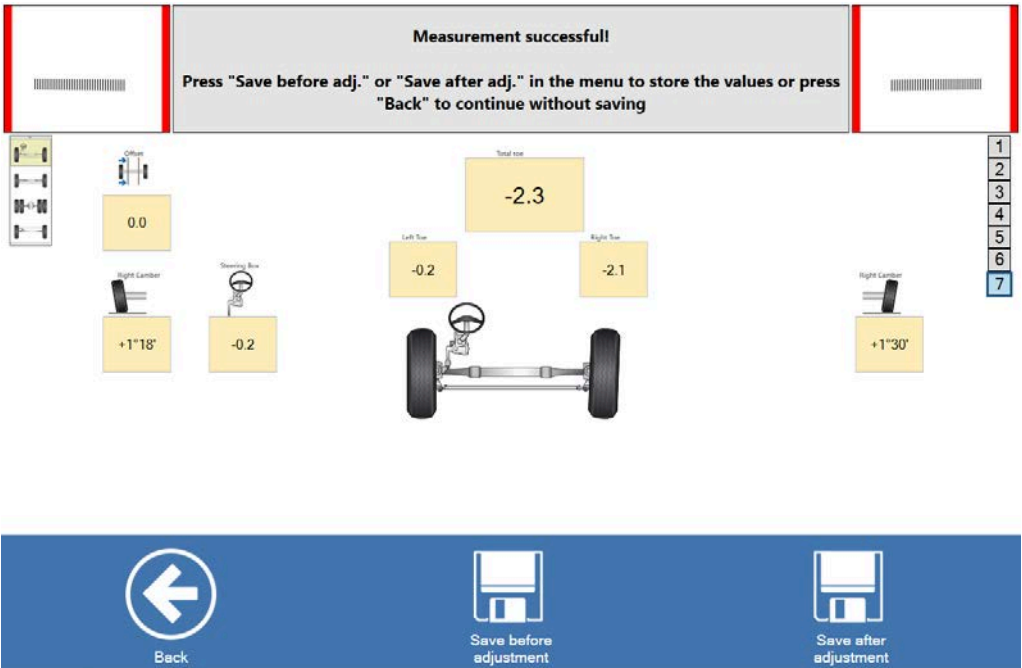 Measurement successful!
Press "Save before adj." or "Save after adj." in the menu to store the values or press
"Back" to continue without saving
Offset
0.0
Total toe
-2.3
Left Toe
-0.2
Right Toe
-2.1
Right Camber
+1°18'
Steering Box
-0.2
Right Camber
+1°30'
1
2
3
4
5
6
7
Back
Save before
adjustment
Save after
adjustment